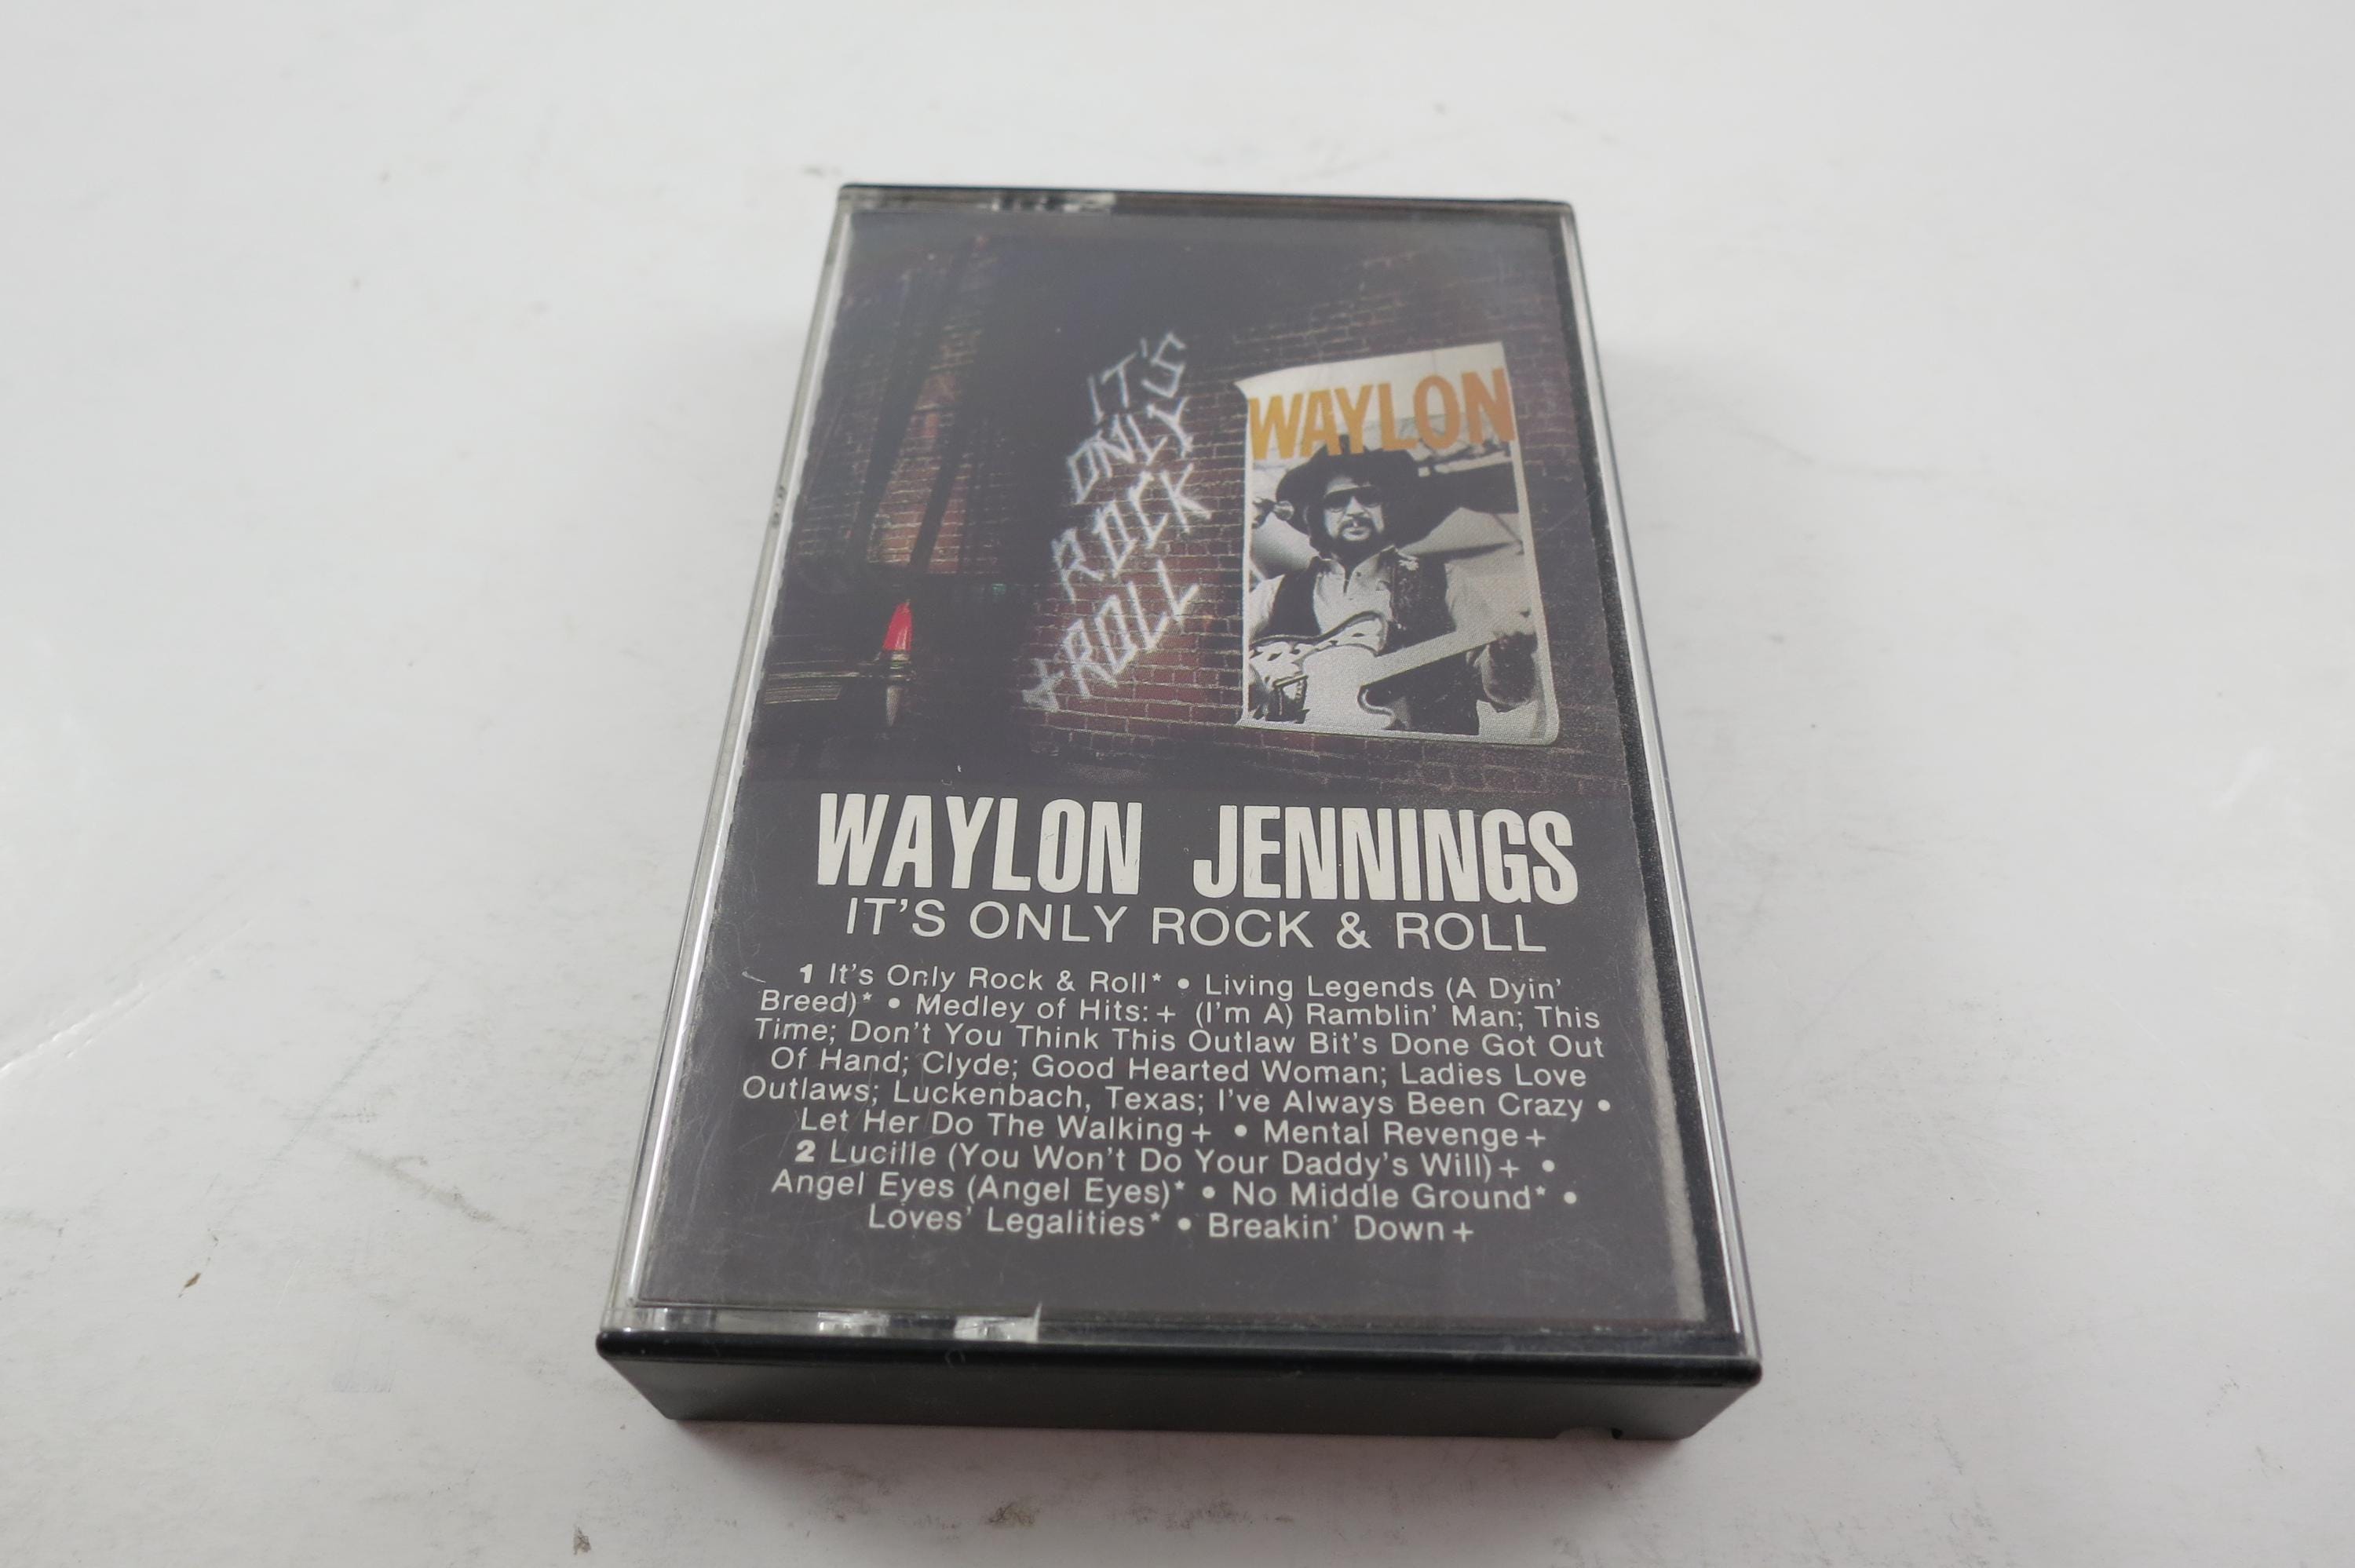 IT'S
ONLY
ROCK
+ROLL
WAYLON
WAYLON JENNINGS
IT'S ONLY ROCK & ROLL
1 It's Only Rock & Roll* • Living Legends (A Dyin'
Breed)* • Medley of Hits:+ (I'm A) Ramblin' Man; This
Time; Don't You Think This Outlaw Bit's Done Got Out
Of Hand; Clyde; Good Hearted Woman; Ladies Love
Outlaws; Luckenbach, Texas; I've Always Been Crazy •
Let Her Do The Walking+ • Mental Revenge+
2 Lucille (You Won't Do Your Daddy's Will)+ •
Angel Eyes (Angel Eyes)* • No Middle Ground* •
Loves' Legalities* • Breakin' Down+